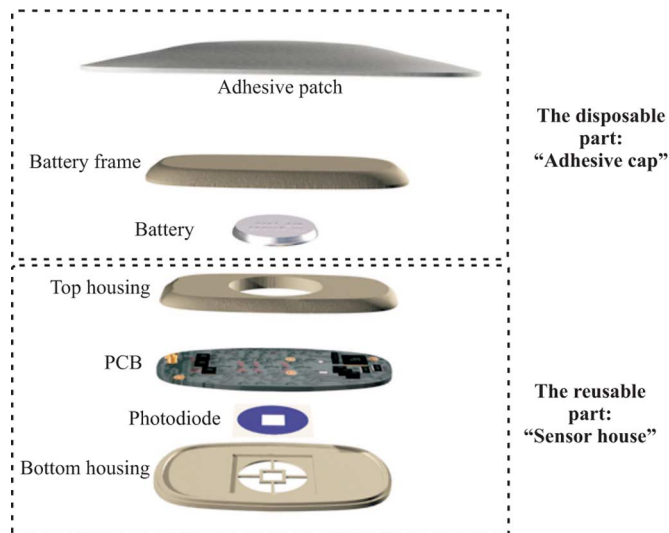 Adhesive patch
The disposable
part:
“Adhesive cap”
Battery frame
Battery
Top housing
PCB
Photodiode
The reusable
part:
“Sensor house”
Bottom housing